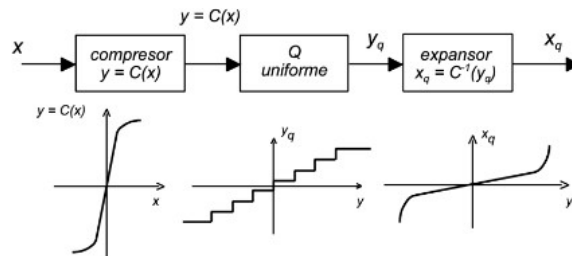 y = C(x)
x
compresor
y = C(x)
Q
uniforme
y_q
expansor
x_q = C⁻¹(y_q)
x_q
y = C(x)
x
y_q
y
x_q
y